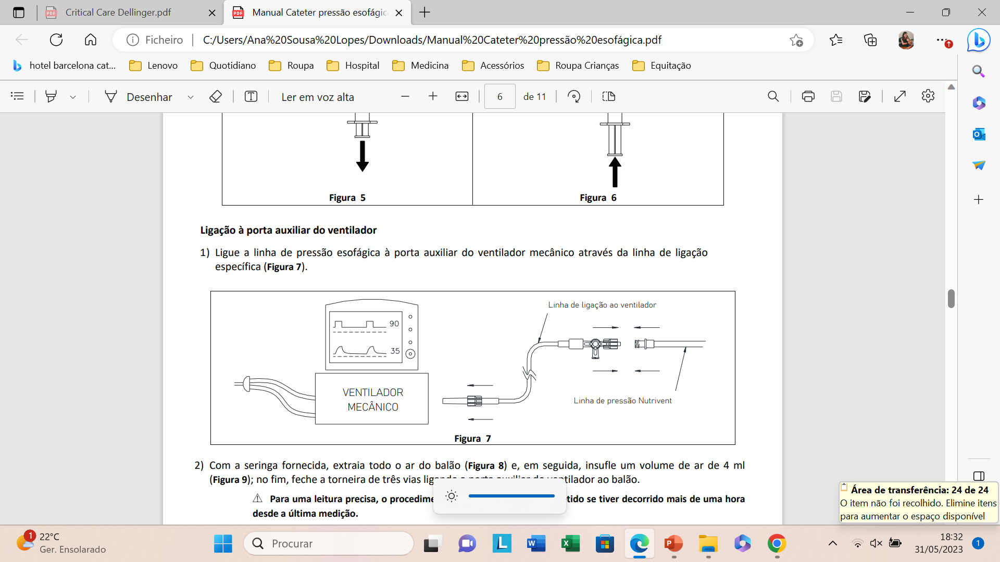 Critical Care Dellinger.pdf
Manual Cateter pressão esofágic
Ficheiro
C:/Users/Ana%20Sousa%20Lopes/Downloads/Manual%20Cateter%20pressão%20esofágica.pdf
hotel barcelona cat...
Lenovo
Quotidiano
Roupa
Hospital
Medicina
Acessórios
Roupa Crianças
Equitação
Desenhar
Ler em voz alta
6
de 11
Figura 5
Figura 6
Ligação à porta auxiliar do ventilador
1) Ligue a linha de pressão esofágica à porta auxiliar do ventilador mecânico através da linha de ligação
específica (Figura 7).
Linha de ligação ao ventilador
90
35
VENTILADOR
MECÂNICO
Linha de pressão Nutrivent
Figura 7
2) Com a seringa fornecida, extraia todo o ar do balão (Figura 8) e, em seguida, insufle um volume de ar de 4 ml
(Figura 9); no fim, feche a torneira de três vias ligando a porta auxiliar do ventilador ao balão.
⚠ Para uma leitura precisa, o procedime tido se tiver decorrido mais de uma hora
desde a última medição.
Área de transferência: 24 de 24
O item não foi recolhido. Elimine itens
para aumentar o espaço disponível
1
22°C
Ger. Ensolarado
Procurar
18:32
31/05/2023
1